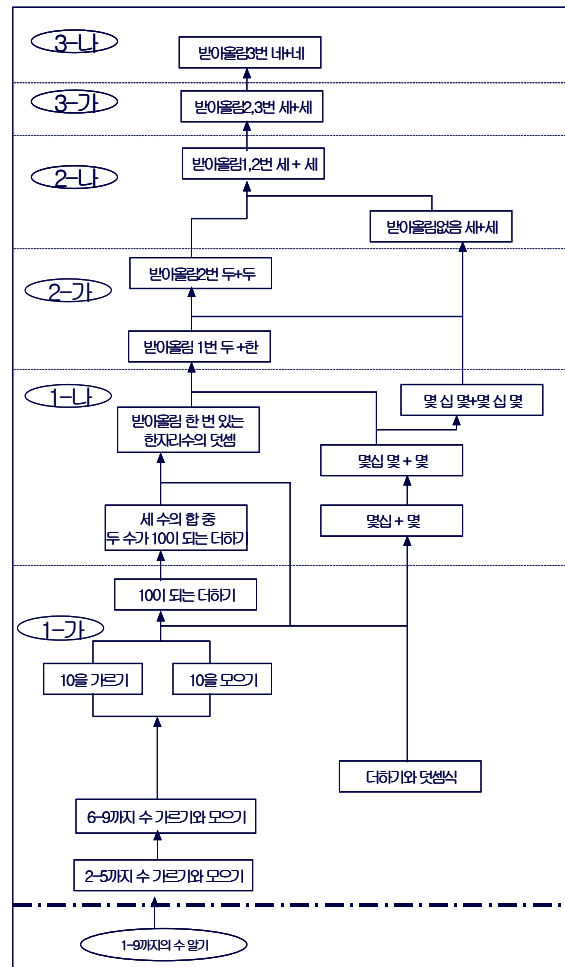 3-나
받아올림3번 네+네
3-가
받아올림2,3번 세+세
받아올림1,2번 세 + 세
2-나
받아올림없음 세+세
받아올림2번 두+두
2-가
받아올림 1번 두 +한
1-나
몇 십 몇+몇 십 몇
받아올림 한 번 있는
한자리수의 덧셈
몇십 몇 + 몇
세 수의 합 중
두 수가 10이 되는 더하기
몇십 + 몇
10이 되는 더하기
1-가
10을 가르기
10을 모으기
더하기와 덧셈식
6-9까지 수 가르기와 모으기
2-5까지 수 가르기와 모으기
1-9까지의 수 알기